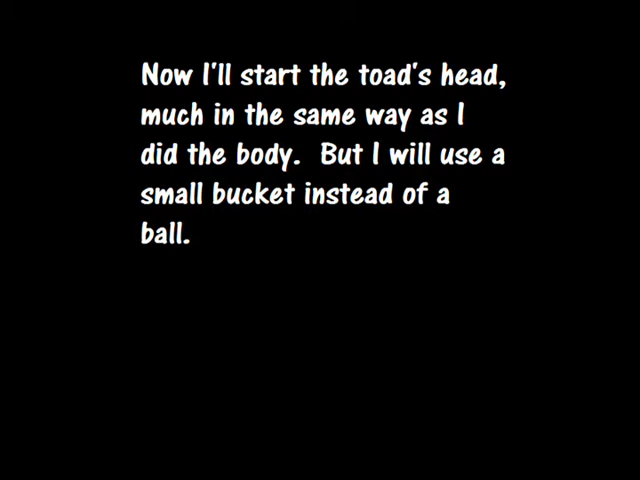 Now I'll start the toad's head,
much in the same way as I
did the body.  But I will use a
small bucket instead of a
ball.